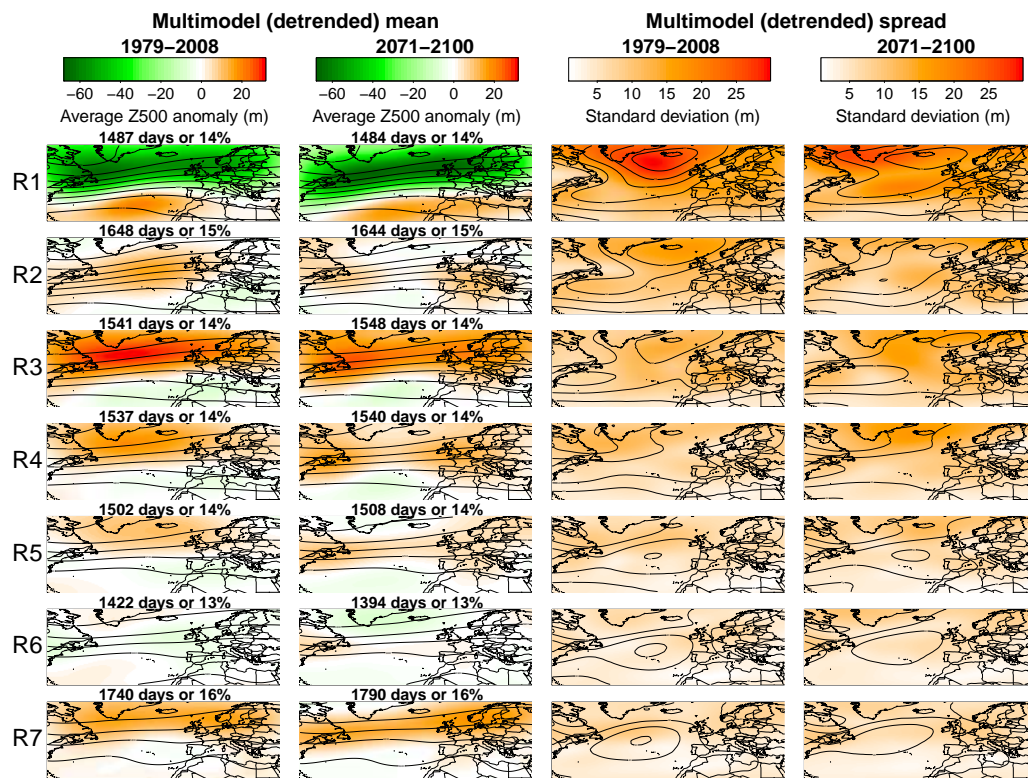 Multimodel (detrended) mean Multimodel (detrended) spread
1979−2008 2071−2100 1979−2008 2071−2100
−60 −40 −20 0 20 −60 −40 −20 0 20 5 10 15 20 25 5 10 15 20 25
Average Z500 anomaly (m) Average Z500 anomaly (m) Standard deviation (m) Standard deviation (m)
1487 days or 14% 1484 days or 14%
R1
1648 days or 15% 1644 days or 15%
R2
1541 days or 14% 1548 days or 14%
R3
1537 days or 14% 1540 days or 14%
R4
1502 days or 14% 1508 days or 14%
R5
1422 days or 13% 1394 days or 13%
R6
1740 days or 16% 1790 days or 16%
R7